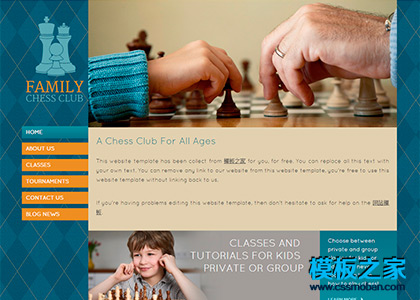 FAMILY
CHESS CLUB
HOME
ABOUT US
CLASSES
TOURNAMENTS
CONTACT US
BLOG NEWS
A Chess Club For All Ages
This website template has been collect from 模板之家 for you, for free. You can replace all this text with
your own text. You can remove any link to our website from this website template, you're free to use this
website template without linking back to us.
If you're having problems editing this website template, then don't hesitate to ask for help on the 网站模
板
CLASSES AND
TUTORIALS FOR KIDS
PRIVATE OR GROUP
Choose between
private and group
模板之家
www.cssmoban.com